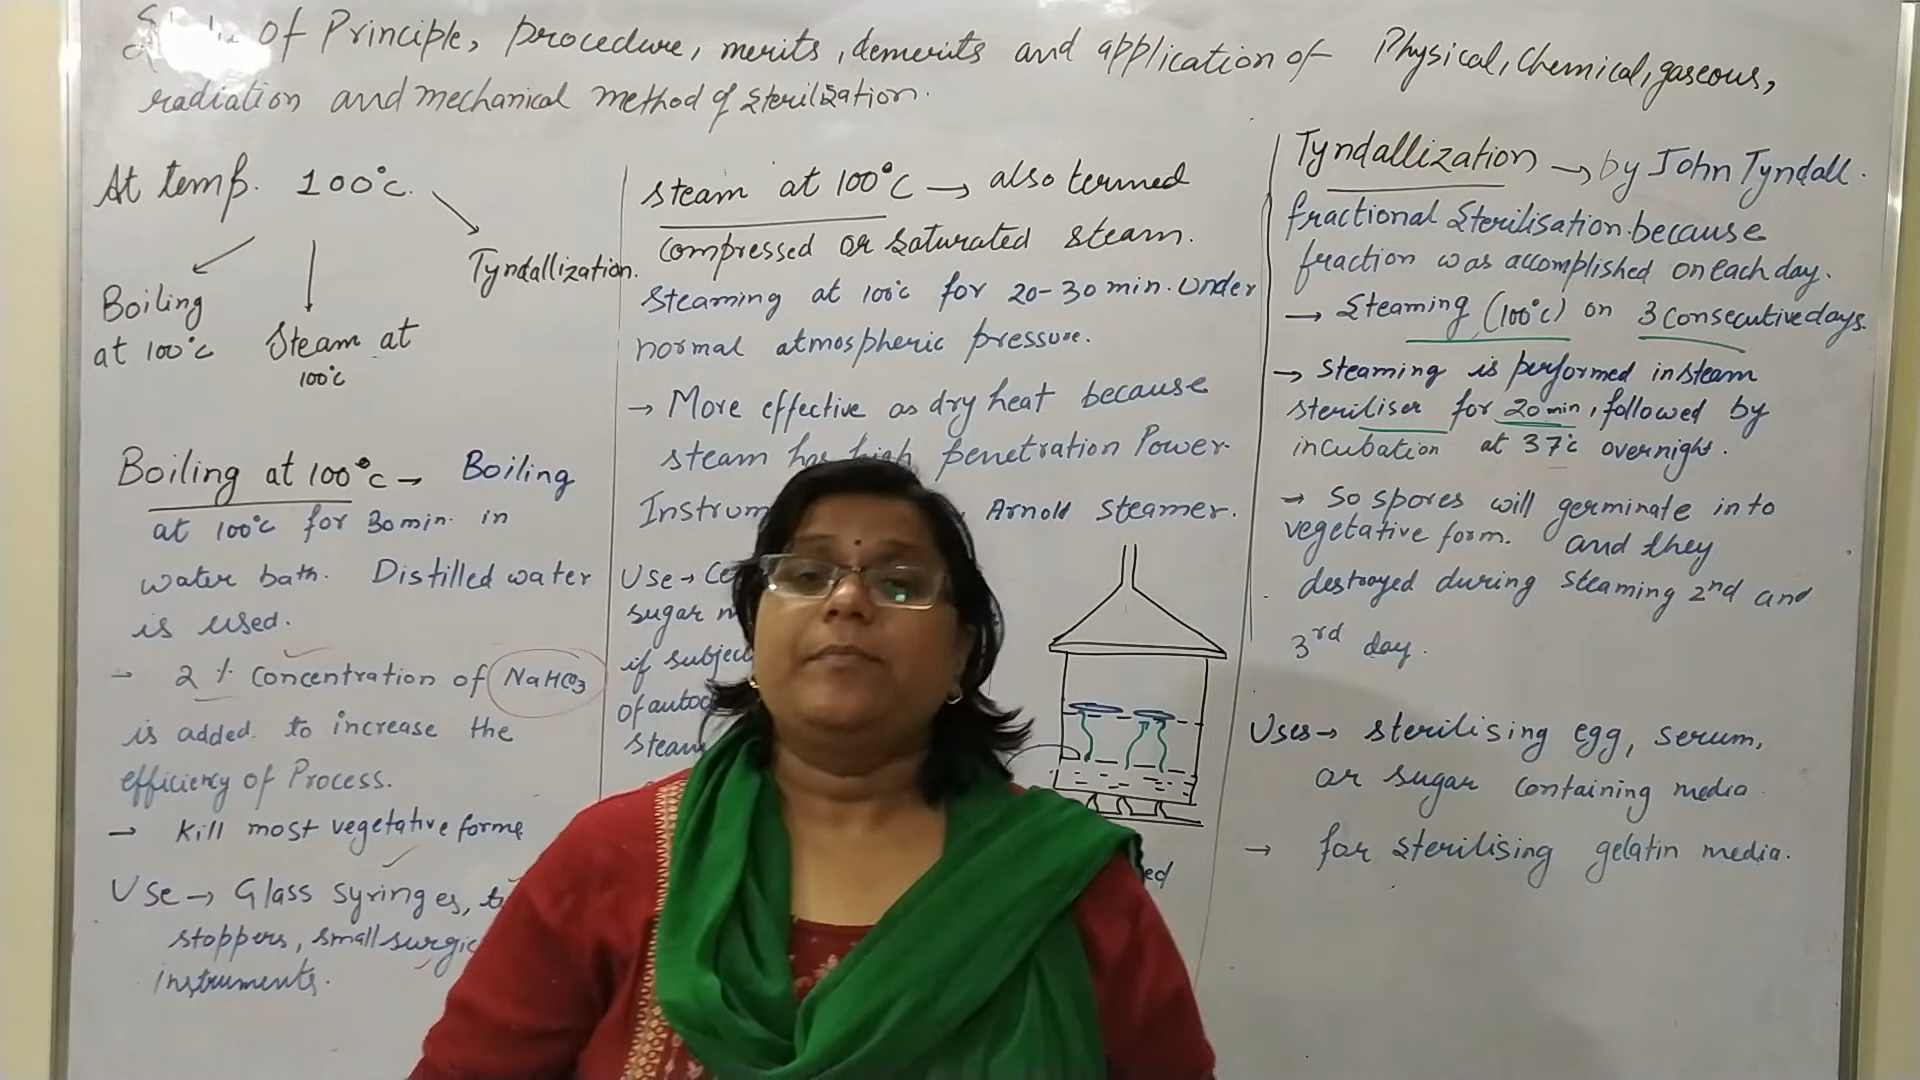 of Principle, procedure, merits, demerits and application of Physical, Chemical, gaseous,
radiation and mechanical method of Sterilization.
At temp. 100°C
Boiling
at 100°C
Steam at
100°C
Tyndallization.
Boiling at 100°C → Boiling
at 100°C for 30 min. in
water bath. Distilled water
is used.
→ 2 % Concentration of NaHCO3
is added. to increase the
efficiency of Process.
→ Kill most vegetative forms
Use → Glass syringes,
stoppers, small surgic
instruments.
Steam at 100°C → also termed
Compressed or Saturated steam.
Steaming at 100°C for 20-30 min. Under
normal atmospheric pressure.
→ More effective as dry heat because
steam has high penetration Power.
Instrum Arnold steamer.
Use →
sugar
if subjec
of autoc
steam
ed
Tyndallization → by John Tyndall.
fractional Sterilisation. because
fraction was accomplished on each day.
→ Steaming (100°C) on 3 Consecutive days.
→ Steaming is performed in steam
steriliser for 20 min, followed by
incubation at 37°C overnight.
→ So spores will germinate in to
vegetative form. and they
destroyed during steaming 2nd and
3rd day.
Uses → sterilising egg, serum,
or sugar containing media
→ for sterilising gelatin media.